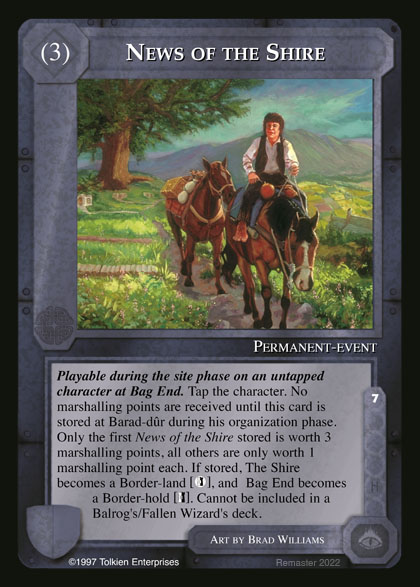 (3)
NEWS OF THE SHIRE
PERMANENT-EVENT
Playable during the site phase on an untapped
character at Bag End. Tap the character. No
marshalling points are received until this card is
stored at Barad-dûr during his organization phase.
Only the first News of the Shire stored is worth 3
marshalling points, all others are only worth 1
marshalling point each. If stored, The Shire
becomes a Border-land [], and Bag End becomes
a Border-hold []. Cannot be included in a
Balrog's/Fallen Wizard's deck.
7
H
ART BY BRAD WILLIAMS
©1997 Tolkien Enterprises
Remaster 2022